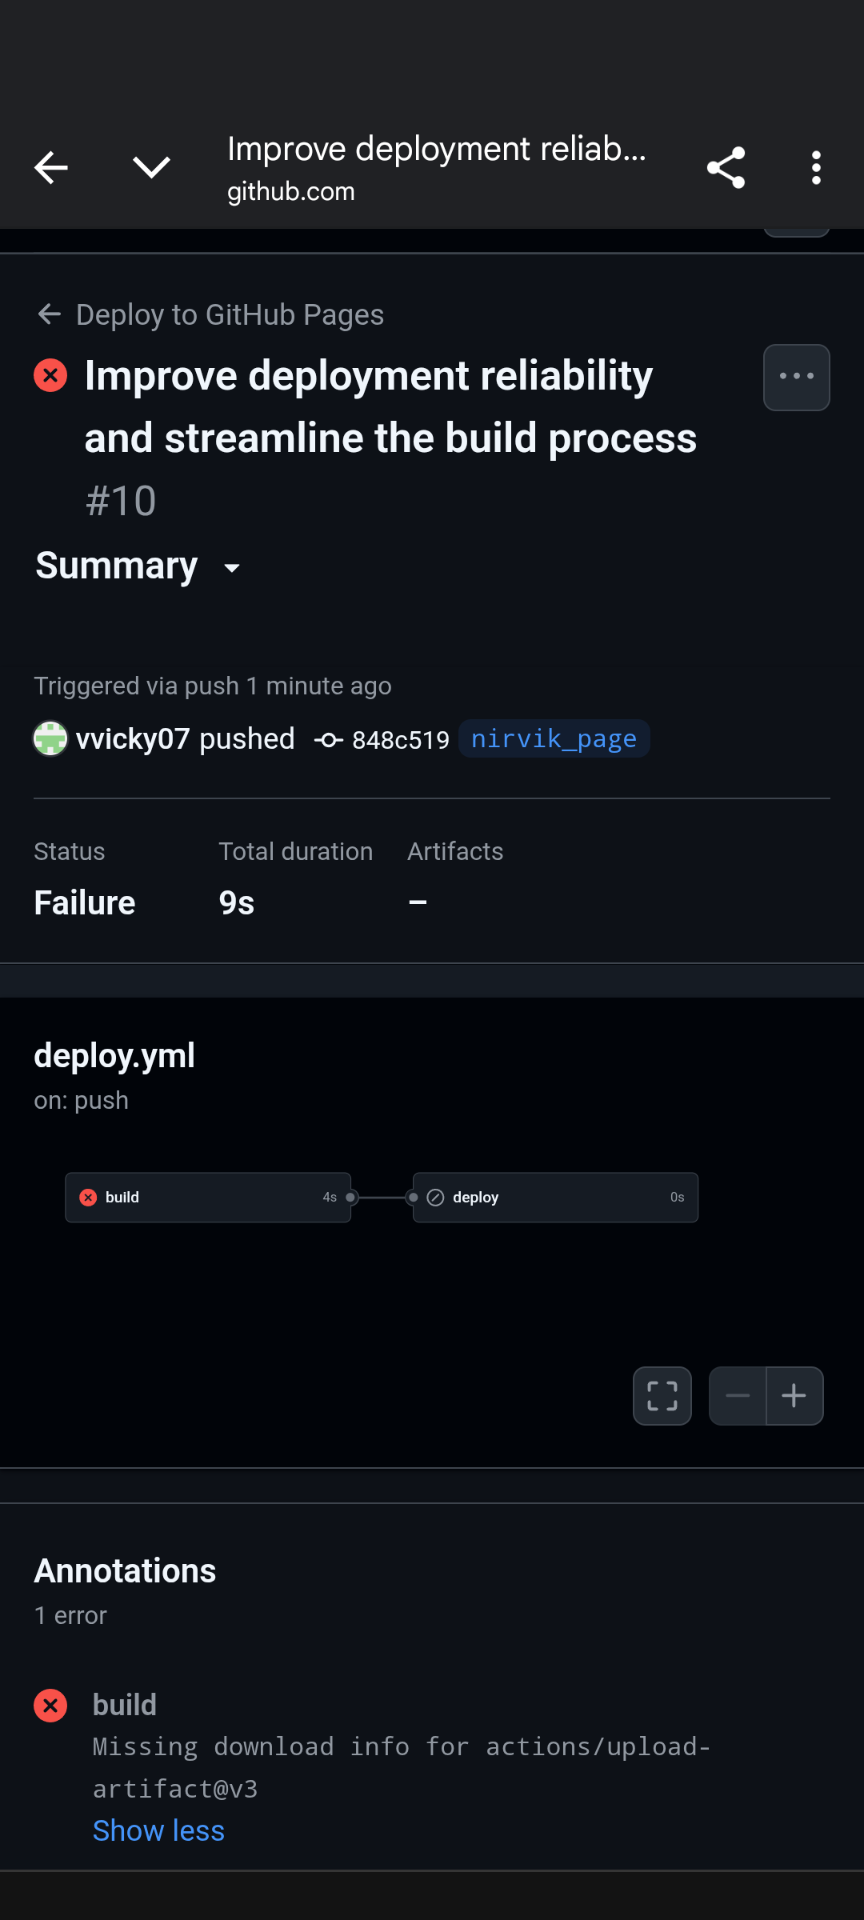 Improve deployment reliab...
github.com
Deploy to GitHub Pages
Improve deployment reliability
and streamline the build process
#10
Summary
Triggered via push 1 minute ago
vvicky07 pushed 848c519 nirvik_page
Status Total duration Artifacts
Failure 9s –
deploy.yml
on: push
build 4s deploy 0s
Annotations
1 error
build
Missing download info for actions/upload-
artifact@v3
Show less